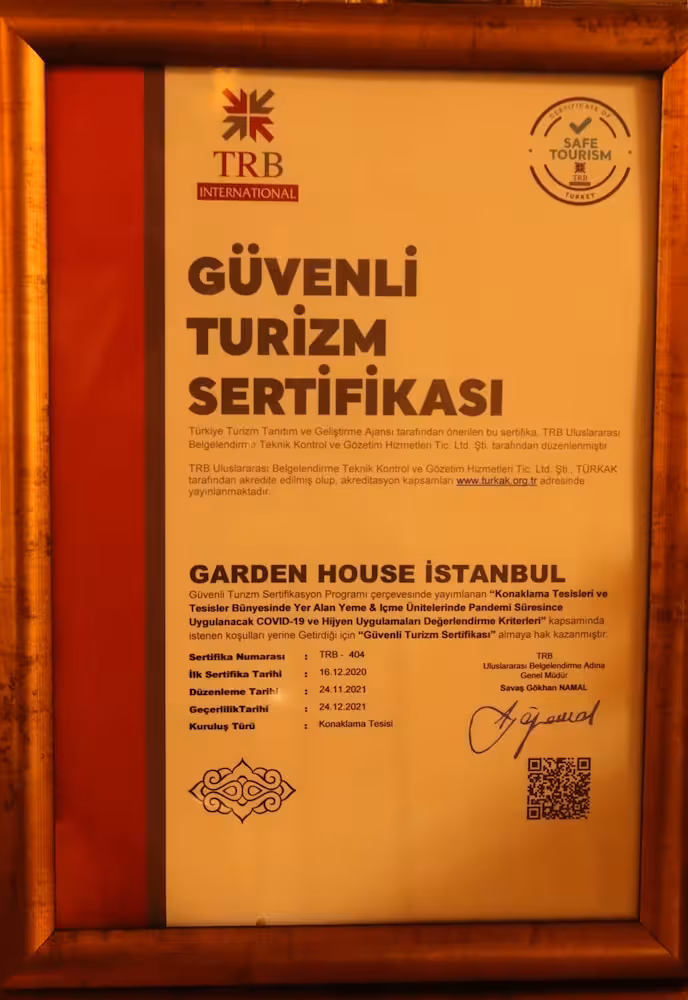 TRB
INTERNATIONAL
CERTIFICATE OF
SAFE
TOURISM
TRB
TURKEY
GÜVENLİ
TURİZM
SERTİFİKASI
Türkiye Turizm Tanıtım ve Geliştirme Ajansı tarafından önerilen bu sertifika, TRB Uluslararası
Belgelendirme Teknik Kontrol ve Gözetim Hizmetleri Tic. Ltd. Şti. tarafından düzenlenmiştir
TRB Uluslararası Belgelendirme Teknik Kontrol ve Gözetim Hizmetleri Tic. Ltd. Şti., TÜRKAK
tarafından akredite edilmiş olup, akreditasyon kapsamları www.turkak.org.tr adresinde
yayınlanmaktadır.
GARDEN HOUSE İSTANBUL
Güvenli Turizm Sertifikasyon Programı çerçevesinde yayımlanan “Konaklama Tesisleri ve
Tesisler Bünyesinde Yer Alan Yeme & Içme Ünitelerinde Pandemi Süresince
Uygulanacak COVID-19 ve Hijyen Uygulamaları Değerlendirme Kriterleri” kapsamında
istenen koşulları yerine Getirdiği için “Güvenli Turizm Sertifikası” almaya hak kazanmıştır.
Sertifika Numarası : TRB - 404
İlk Sertifika Tarihi : 16.12.2020
Düzenleme Tarihi : 24.11.2021
GeçerlilikTarihi : 24.12.2021
Kuruluş Türü : Konaklama Tesisi
TRB
Uluslararası Belgelendirme Adına
Genel Müdür
Savaş Gökhan NAMAL